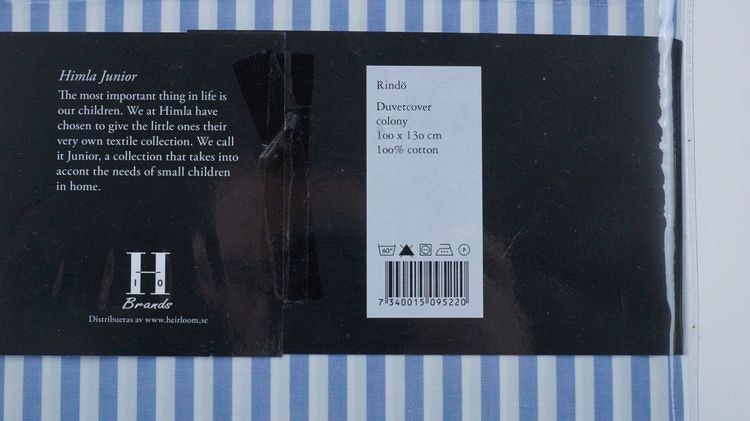 Himla Junior
The most important thing in life is
our children. We at Himla have
chosen to give the little ones their
very own textile collection. We call
it Junior, a collection that takes into
accont the needs of small children
in home.
H
10
Brands
Distribueras av www.heirloom.se
Rindö
Duvetcover
colony
100 x 130 cm
100% cotton
60° P
7 340015 095220